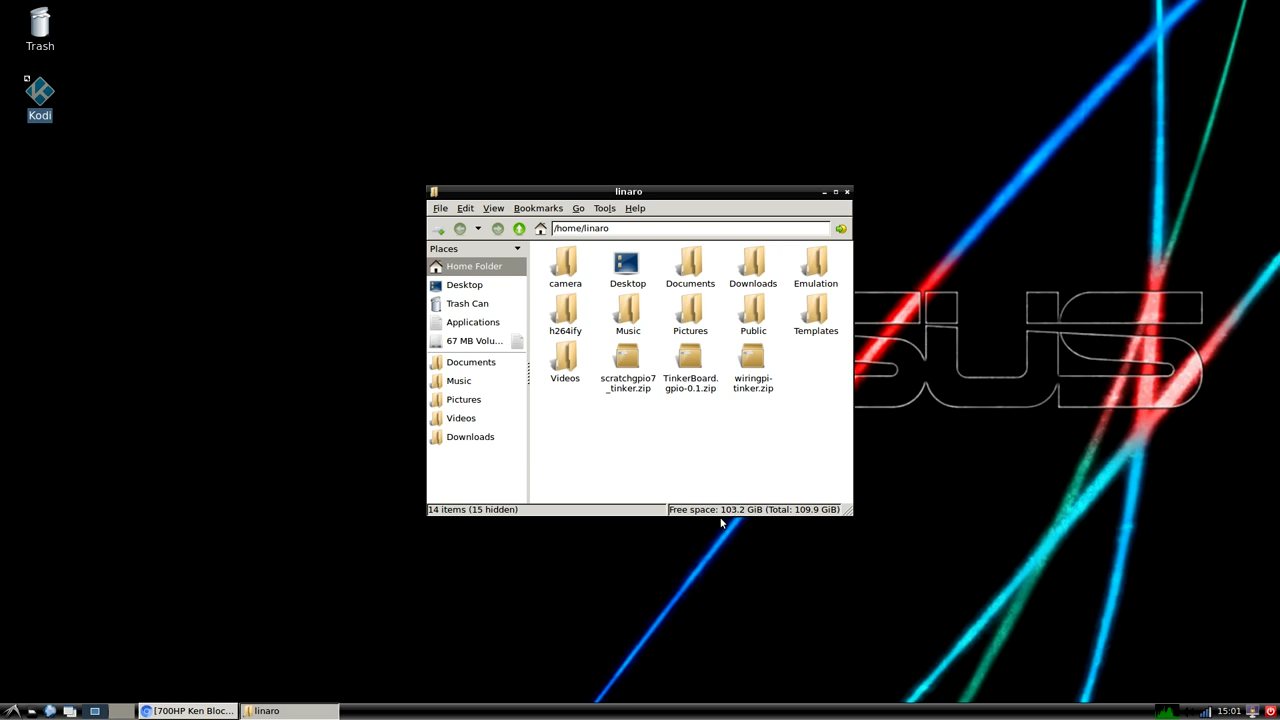 Trash
Kodi
linaro
File Edit View Bookmarks Go Tools Help
/home/linaro
Places
Home Folder
Desktop
Trash Can
Applications
67 MB Volu...
Documents
Music
Pictures
Videos
Downloads
camera Desktop Documents Downloads Emulation
h264ify Music Pictures Public Templates
Videos scratchgpio7 TinkerBoard. wiringpi-
_tinker.zip gpio-0.1.zip tinker.zip
14 items (15 hidden) Free space: 103.2 GiB (Total: 109.9 GiB)
[700HP Ken Bloc... linaro 15:01